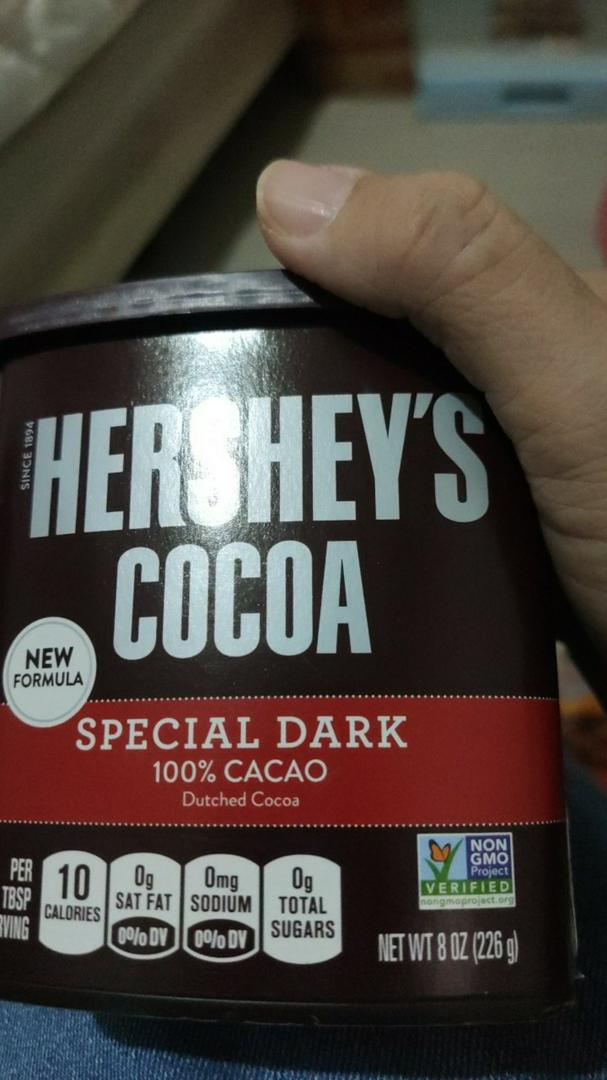 SINCE 1894
HERSHEY'S
COCOA
NEW
FORMULA
SPECIAL DARK
100% CACAO
Dutched Cocoa
PER
TBSP
10
CALORIES
0g
SAT FAT
0% DV
0mg
SODIUM
0% DV
0g
TOTAL
SUGARS
NON
GMO
Project
VERIFIED
nongmoproject.org
NET WT 8 OZ (226 g)